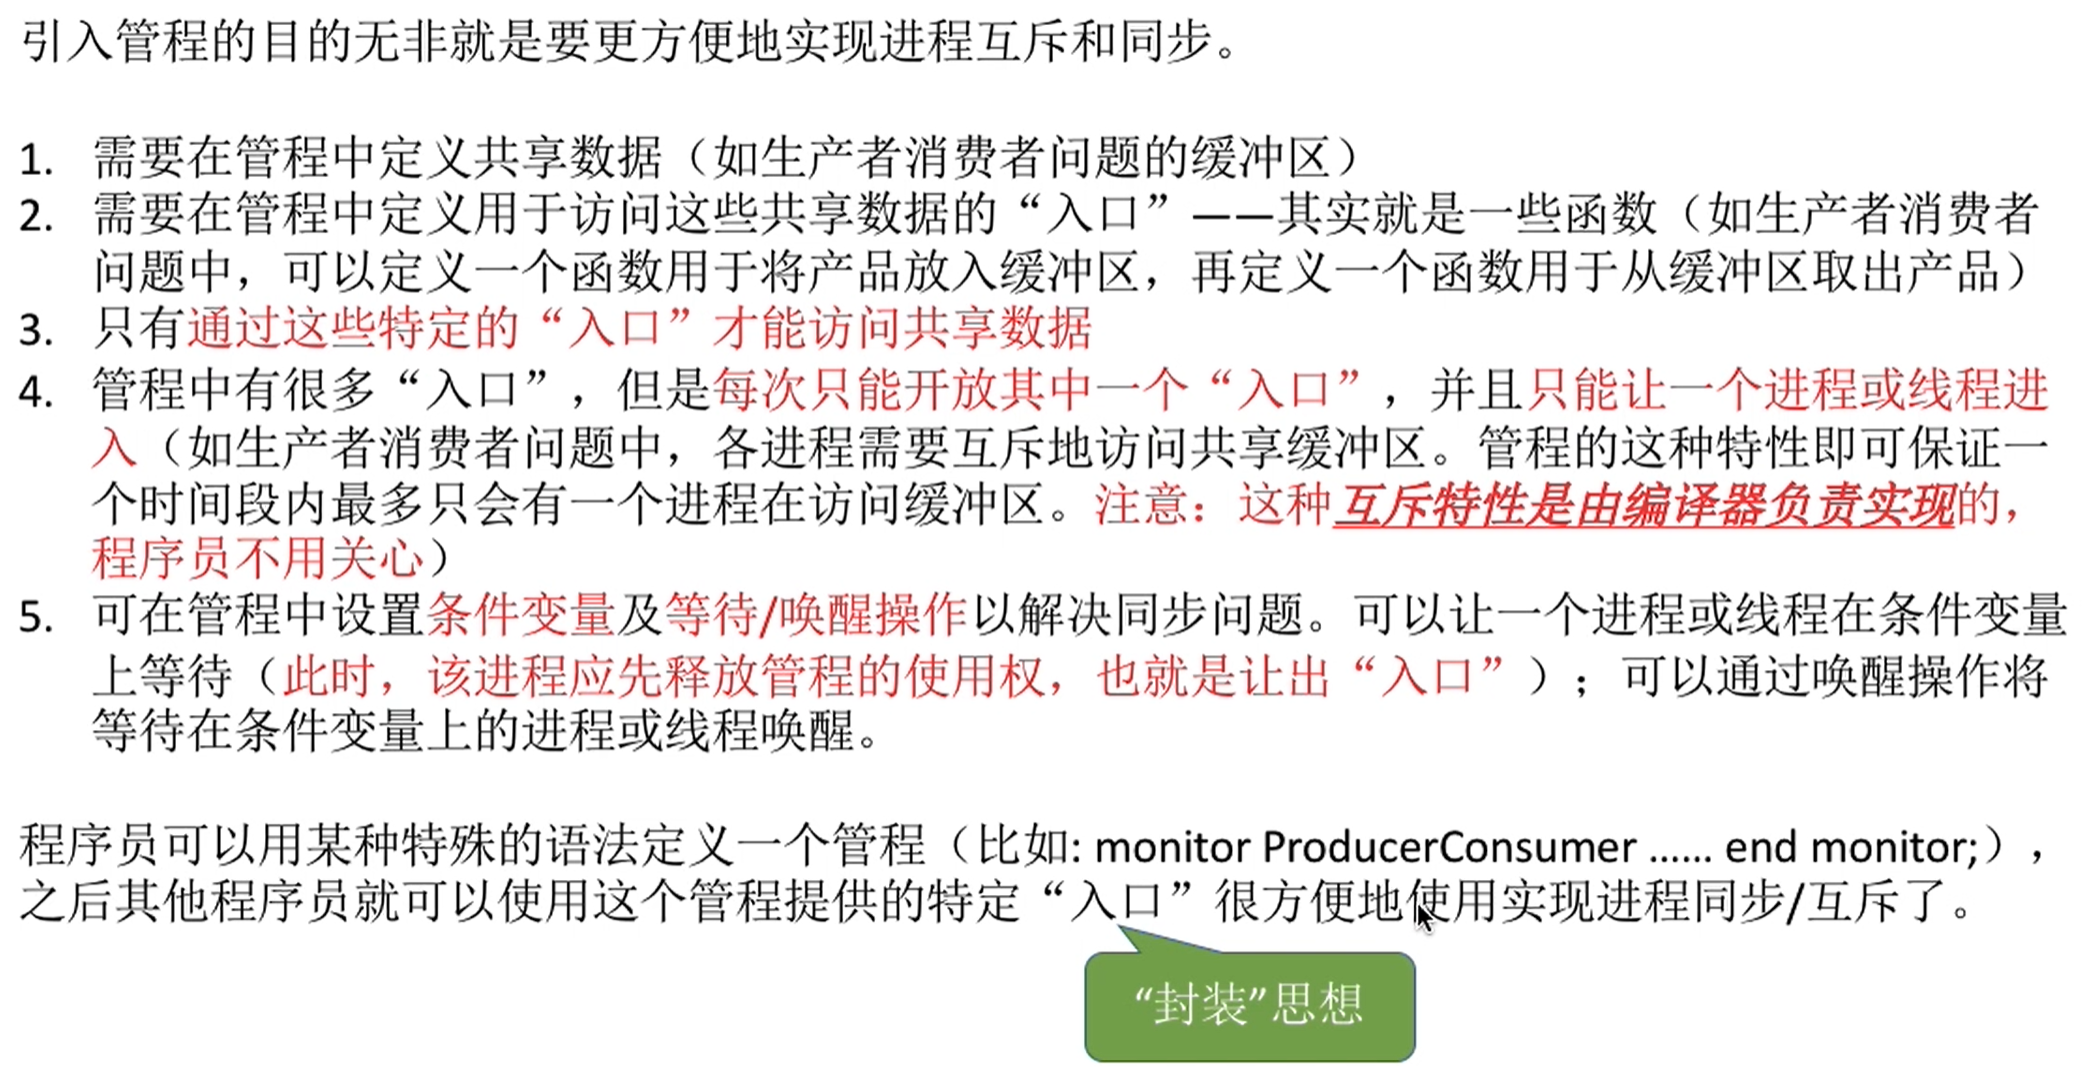 引入管程的目的无非就是要更方便地实现进程互斥和同步。
1. 需要在管程中定义共享数据（如生产者消费者问题的缓冲区）
2. 需要在管程中定义用于访问这些共享数据的“入口”——其实就是一些函数（如生产者消费者
问题中，可以定义一个函数用于将产品放入缓冲区，再定义一个函数用于从缓冲区取出产品）
3. 只有通过这些特定的“入口”才能访问共享数据
4. 管程中有很多“入口”，但是每次只能开放其中一个“入口”，并且只能让一个进程或线程进
入（如生产者消费者问题中，各进程需要互斥地访问共享缓冲区。管程的这种特性即可保证一
个时间段内最多只会有一个进程在访问缓冲区。注意：这种互斥特性是由编译器负责实现的，
程序员不用关心）
5. 可在管程中设置条件变量及等待/唤醒操作以解决同步问题。可以让一个进程或线程在条件变量
上等待（此时，该进程应先释放管程的使用权，也就是让出“入口”）；可以通过唤醒操作将
等待在条件变量上的进程或线程唤醒。
程序员可以用某种特殊的语法定义一个管程（比如: monitor ProducerConsumer …… end monitor;），
之后其他程序员就可以使用这个管程提供的特定“入口”很方便地使用实现进程同步/互斥了。
“封装”思想